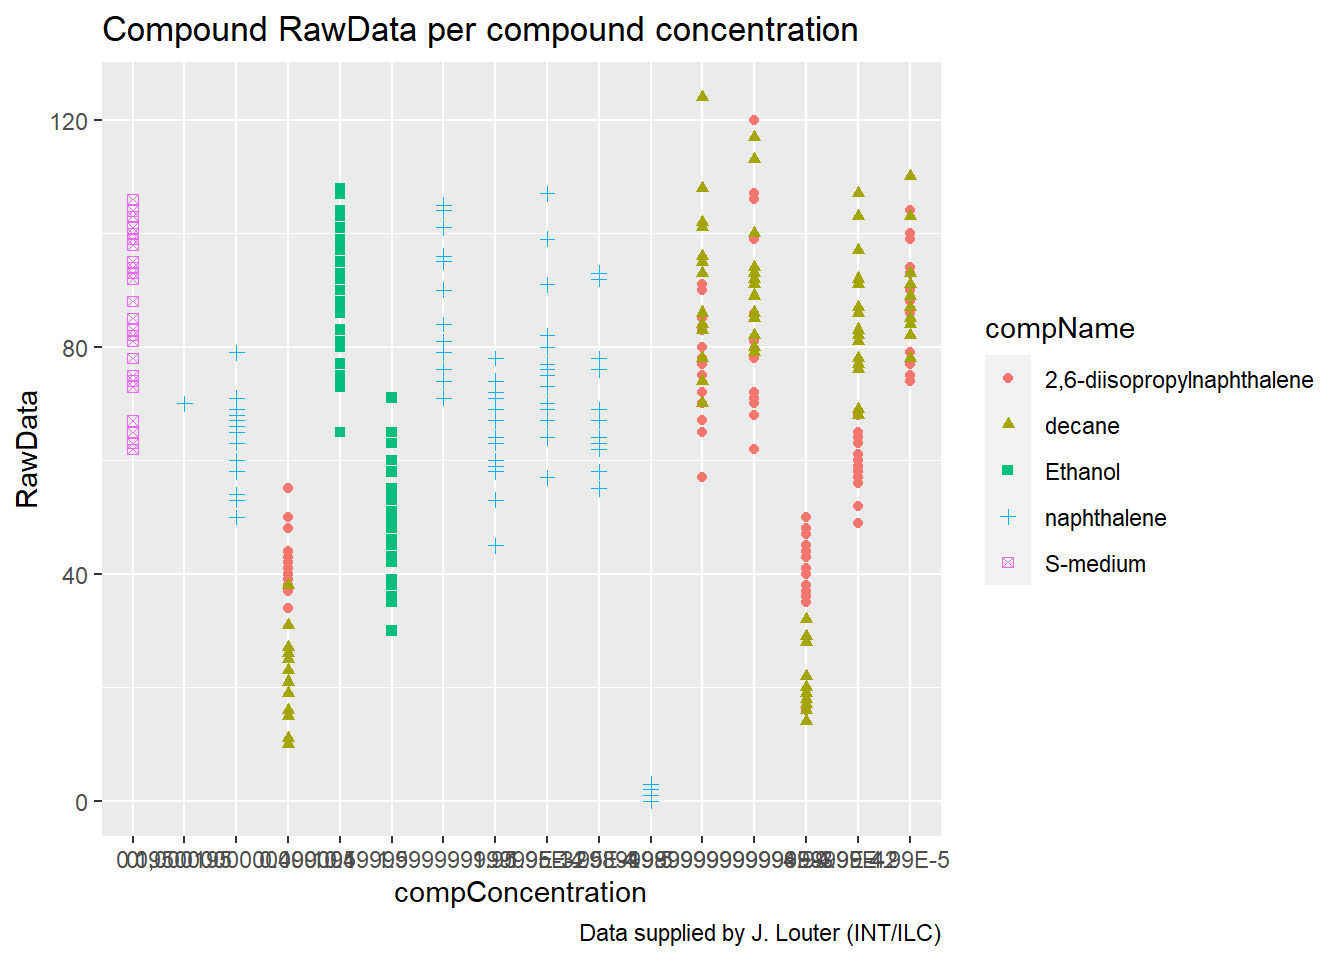 Compound RawData per compound concentration
120
80
40
0
RawData
compConcentration
Data supplied by J. Louter (INT/ILC)
compName
2,6-diisopropylnaphthalene
decane
Ethanol
naphthalene
S-medium